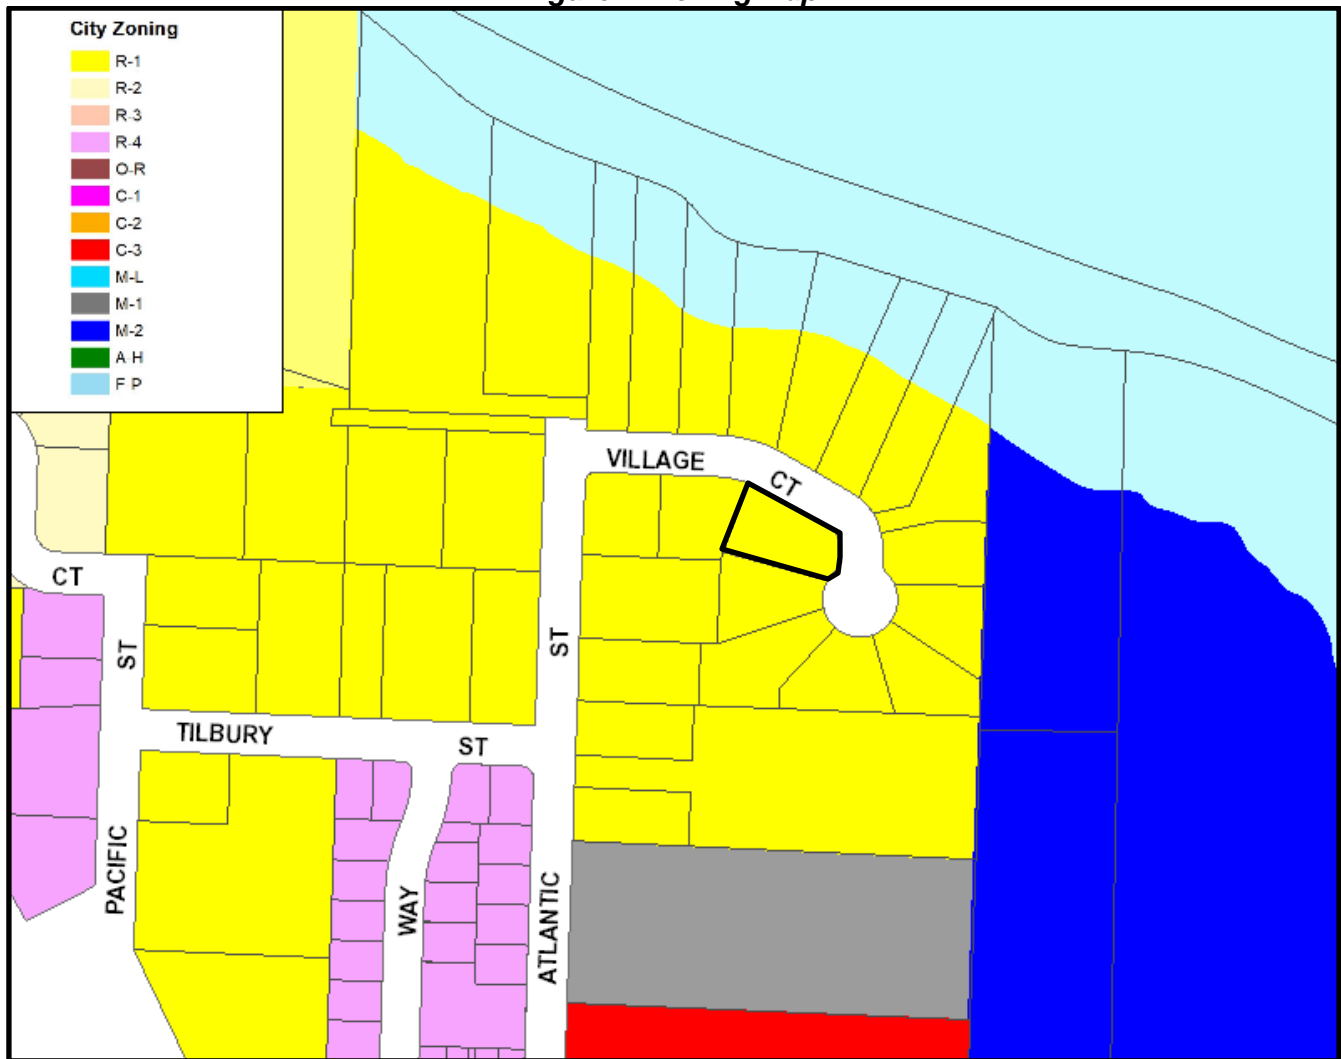 City Zoning
R-1
R-2
R-3
R-4
O-R
C-1
C-2
C-3
M-L
M-1
M-2
A H
F P
VILLAGE
CT
CT
ST
ST
TILBURY
ST
PACIFIC
WAY
ATLANTIC